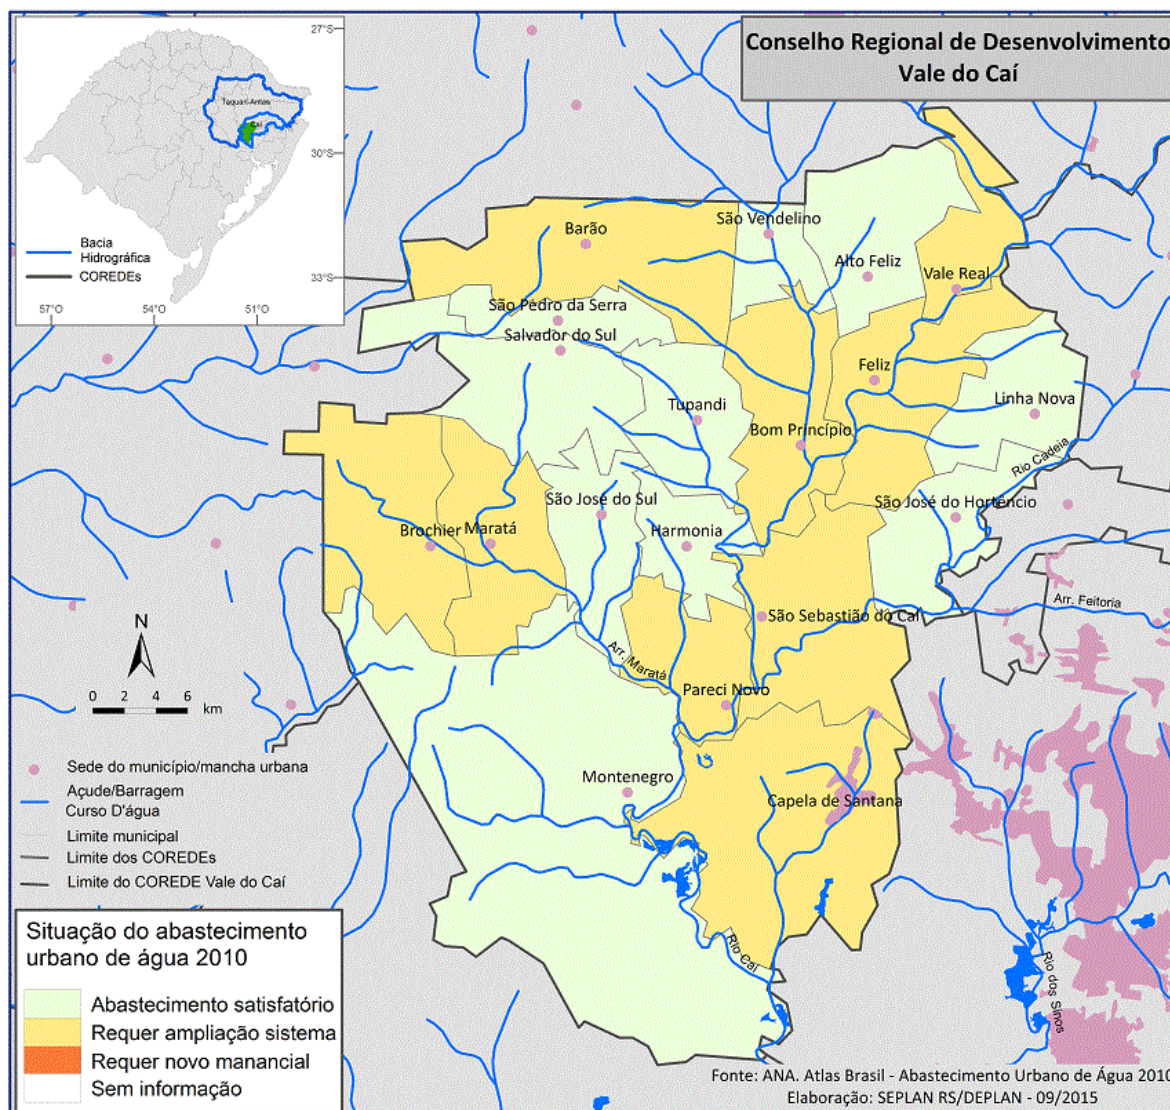 Conselho Regional de Desenvolvimento
Vale do Caí
27°S
30°S
33°S
57°0
54°0
51°0
Taquari-Antas
Caí
Bacia
Hidrográfica
COREDEs
São Vendelino
Barão
Alto Feliz
Vale Real
São Pedro da Serra
Salvador do Sul
Feliz
Linha Nova
Tupandi
Bom Princípio
Rio Cadeia
São José do Sul
São José do Hortêncio
Brochier
Maratá
Harmonia
Arr. Feitoria
São Sebastião do Caí
Arr. Maratá
Pareci Novo
Montenegro
Capela de Santana
Rio Caí
Rio dos Sinos
N
0 2 4 6
km
Sede do município/mancha urbana
Açude/Barragem
Curso D'água
Limite municipal
Limite dos COREDEs
Limite do COREDE Vale do Caí
Situação do abastecimento
urbano de água 2010
Abastecimento satisfatório
Requer ampliação sistema
Requer novo manancial
Sem informação
Fonte: ANA. Atlas Brasil - Abastecimento Urbano de Água 2010
Elaboração: SEPLAN RS/DEPLAN - 09/2015